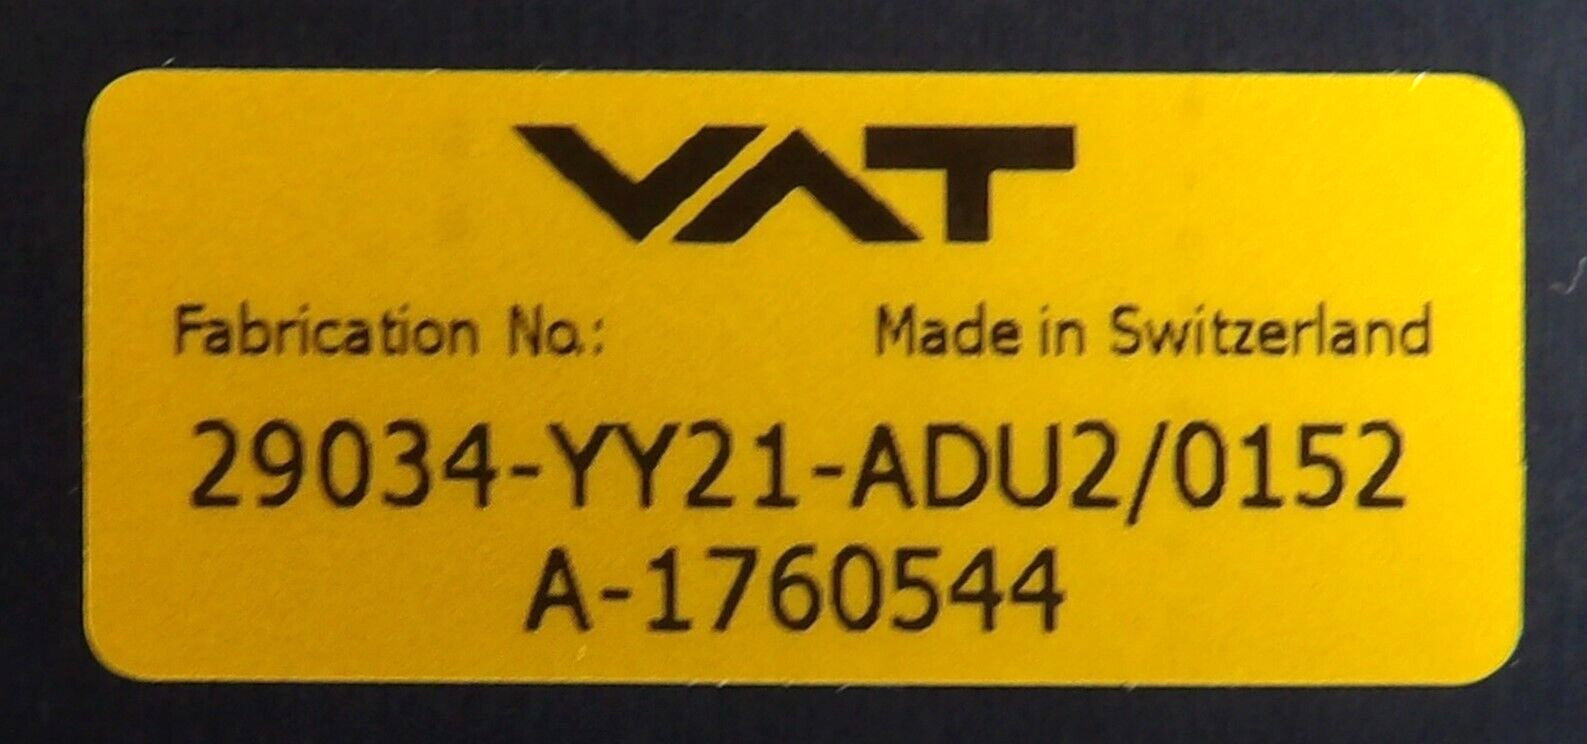 VAT
Fabrication No.: Made in Switzerland
29034-YY21-ADU2/0152
A-1760544